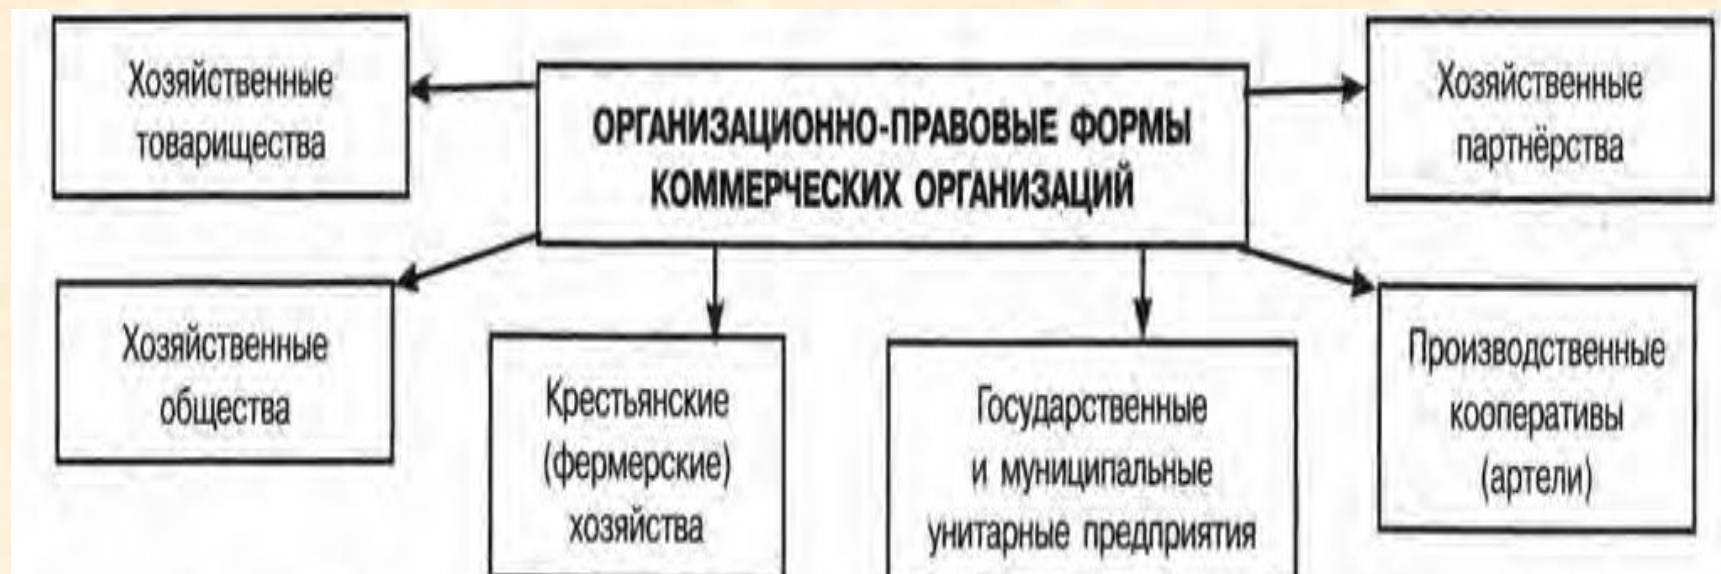 ОРГАНИЗАЦИОННО-ПРАВОВЫЕ ФОРМЫ
КОММЕРЧЕСКИХ ОРГАНИЗАЦИЙ
Хозяйственные
товарищества
Хозяйственные
партнёрства
Хозяйственные
общества
Крестьянские
(фермерские)
хозяйства
Государственные
и муниципальные
унитарные предприятия
Производственные
кооперативы
(артели)